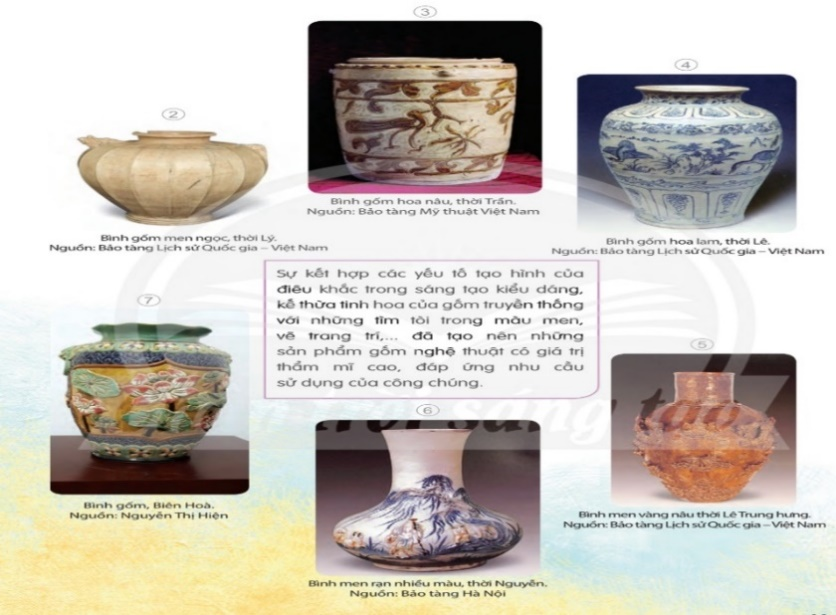 3
Bình gốm hoa nâu, thời Trần.
Nguồn: Bảo tàng Mỹ thuật Việt Nam
4
Bình gốm hoa lam, thời Lê.
Nguồn: Bảo tàng Lịch sử Quốc gia – Việt Nam
2
Bình gốm men ngọc, thời Lý.
Nguồn: Bảo tàng Lịch sử Quốc gia – Việt Nam
Sự kết hợp các yếu tố tạo hình của
điêu khắc trong sáng tạo kiểu dáng,
kế thừa tinh hoa của gốm truyền thống
với những tìm tòi trong màu men,
vẽ trang trí,... đã tạo nên những
sản phẩm gốm nghệ thuật có giá trị
thẩm mĩ cao, đáp ứng nhu cầu
sử dụng của công chúng.
7
Bình gốm, Biên Hoà.
Nguồn: Nguyễn Thị Hiện
6
Bình men rạn nhiều màu, thời Nguyễn.
Nguồn: Bảo tàng Hà Nội
5
Bình men vàng nâu thời Lê Trung hưng.
Nguồn: Bảo tàng Lịch sử Quốc gia – Việt Nam
sáng tạo